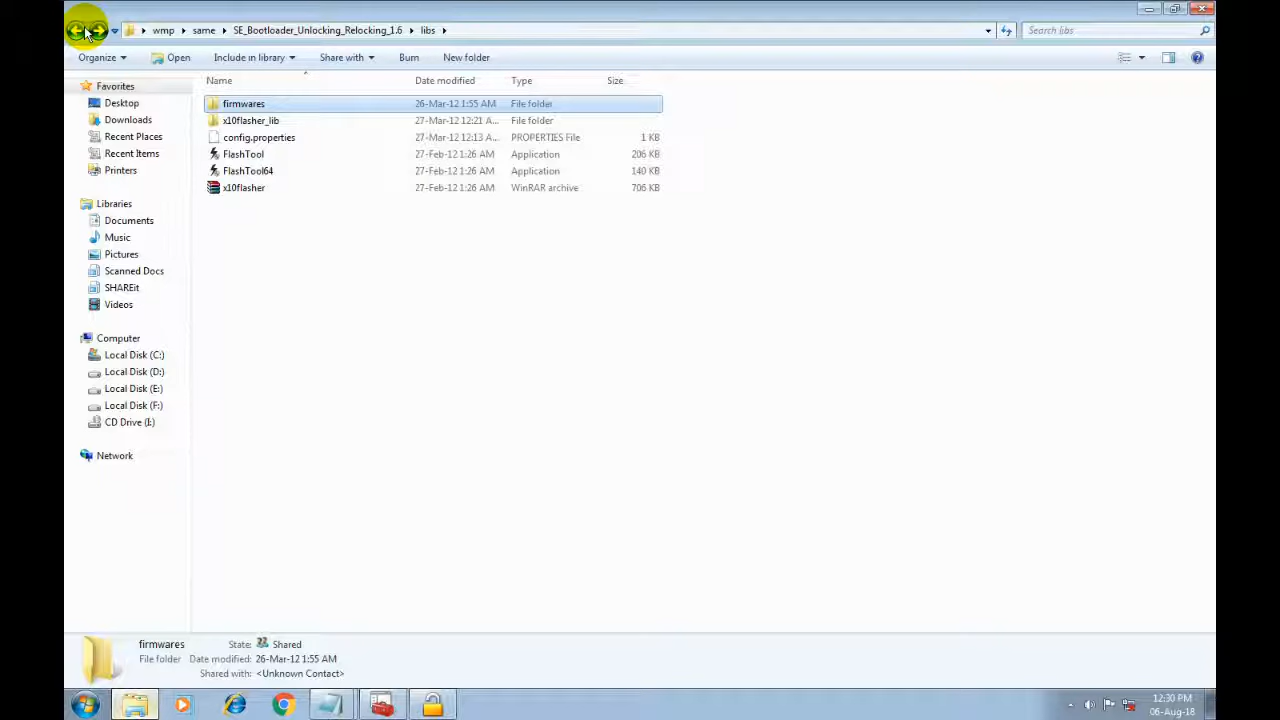 wmp same SE_Bootloader_Unlocking_Relocking_1.6 libs Search libs
Organize Open Include in library Share with Burn New folder
Favorites
Desktop
Downloads
Recent Places
Recent Items
Printers
Libraries
Documents
Music
Pictures
Scanned Docs
SHAREit
Videos
Computer
Local Disk (C:)
Local Disk (D:)
Local Disk (E:)
Local Disk (F:)
CD Drive (I:)
Network
Name Date modified Type Size
firmwares 26-Mar-12 1:55 AM File folder
x10flasher_lib 27-Mar-12 12:21 A... File folder
config.properties 27-Mar-12 12:13 A... PROPERTIES File 1 KB
FlashTool 27-Feb-12 1:26 AM Application 206 KB
FlashTool64 27-Feb-12 1:26 AM Application 140 KB
x10flasher 27-Feb-12 1:26 AM WinRAR archive 706 KB
firmwares State: Shared
File folder Date modified: 26-Mar-12 1:55 AM
Shared with: <Unknown Contact>
12:30 PM
06-Aug-18